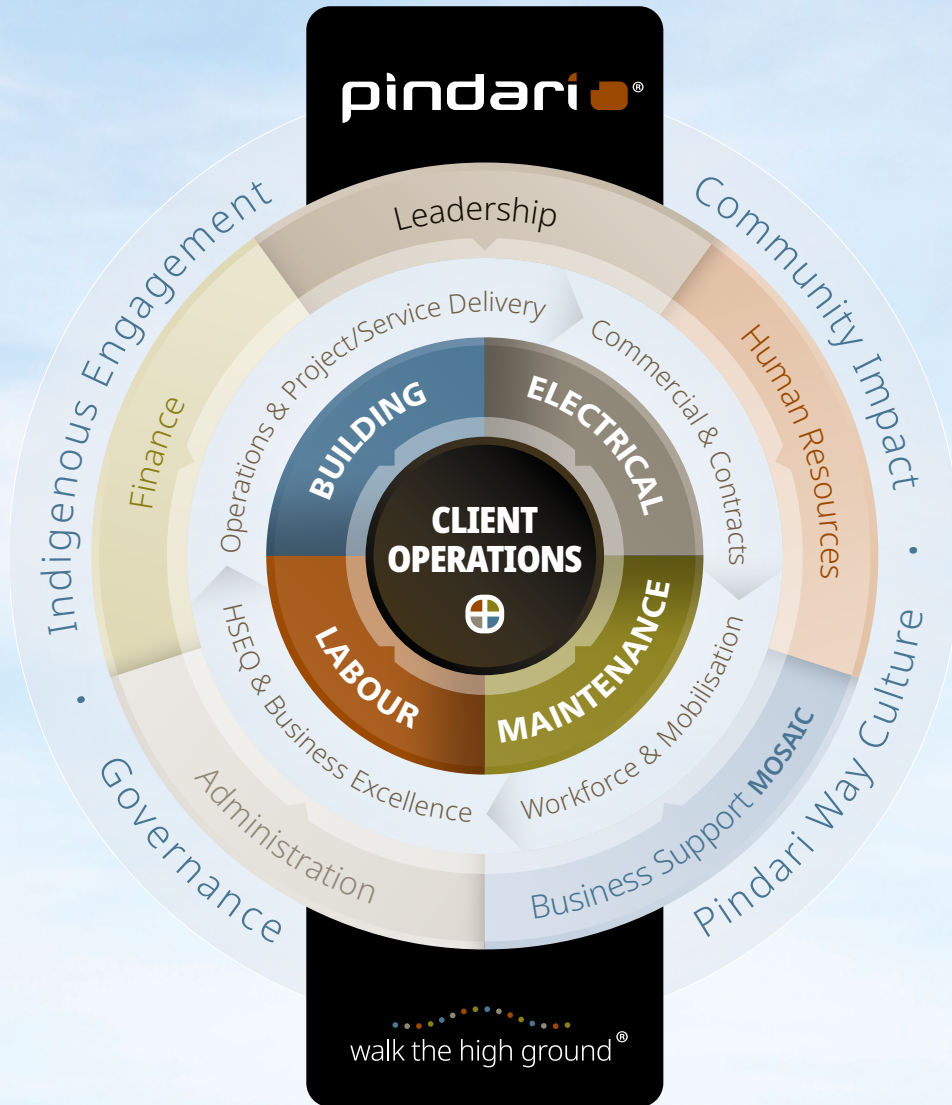 pindari®
Indigenous Engagement
Community Impact
•
Pindari Way Culture
Governance
•
Leadership
Human Resources
Business Support MOSAIC
Administration
Finance
Operations & Project/Service Delivery
Commercial & Contracts
Workforce & Mobilisation
HSEQ & Business Excellence
BUILDING
ELECTRICAL
MAINTENANCE
LABOUR
CLIENT
OPERATIONS
walk the high ground®